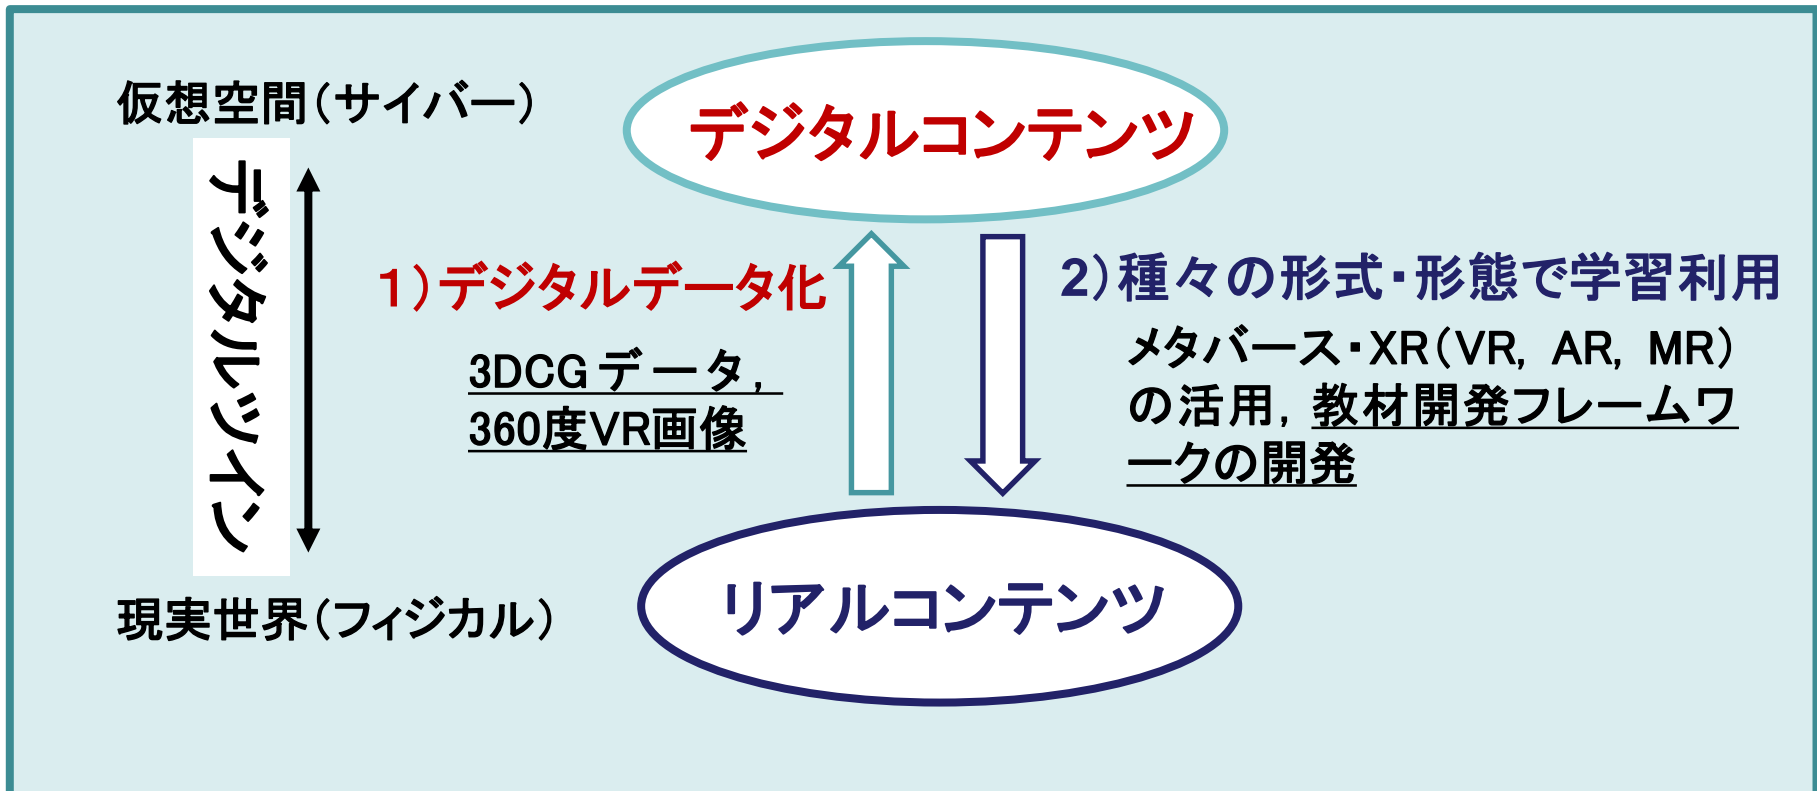 仮想空間(サイバー)
デジタルコンテンツ
デジタルツイン
1)デジタルデータ化
3DCGデータ,
360度VR画像
2)種々の形式・形態で学習利用
メタバース・XR(VR, AR, MR)
の活用, 教材開発フレームワ
ークの開発
現実世界(フィジカル)
リアルコンテンツ